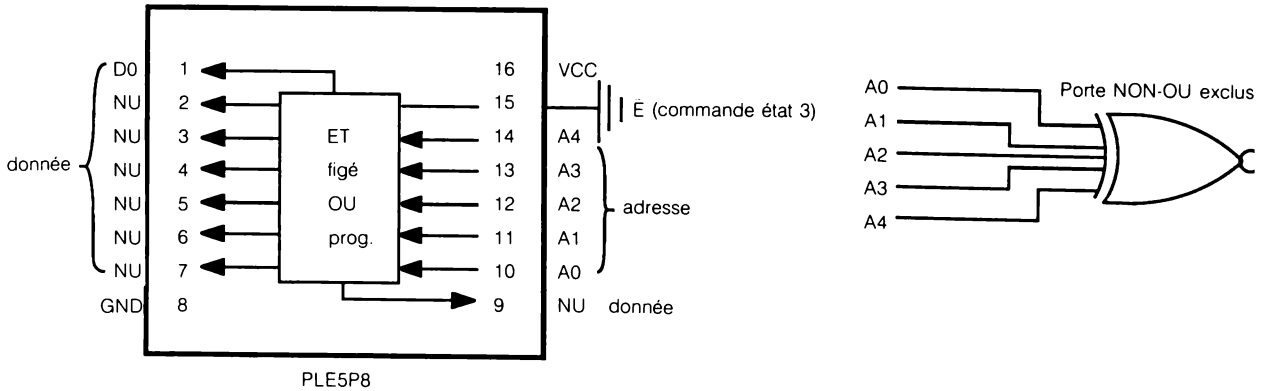 D0 1 16 VCC
NU 2 15 E (commande état 3)
NU 3 ET 14 A4
donnée NU 4 figé 13 A3
NU 5 OU 12 A2 adresse
NU 6 prog. 11 A1
NU 7 10 A0
GND 8 9 NU donnée
PLE5P8
Porte NON-OU exclus
A0
A1
A2
A3
A4